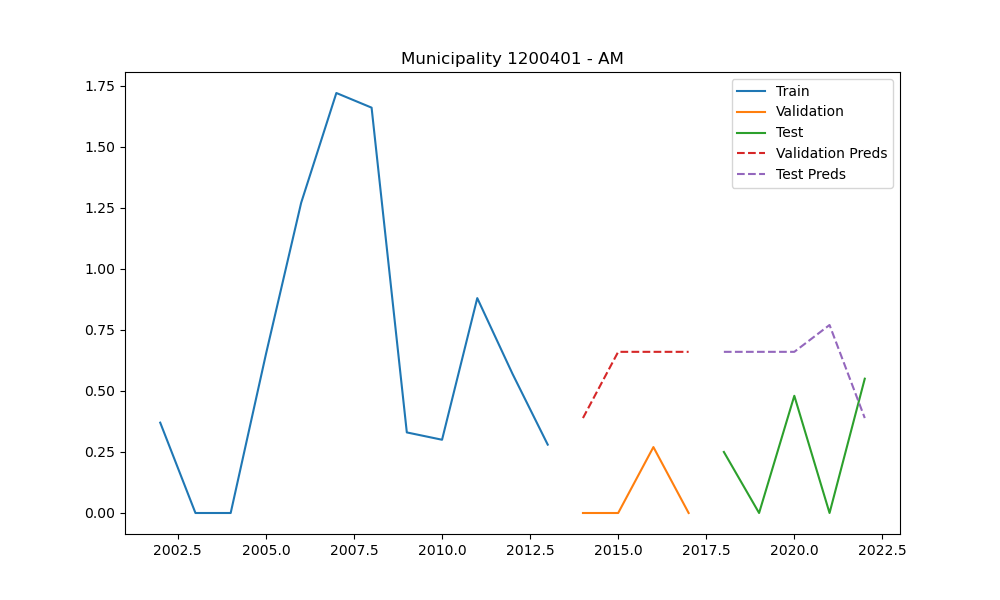 Municipality 1200401 - AM
1.75
1.50
1.25
1.00
0.75
0.50
0.25
0.00
Train
Validation
Test
Validation Preds
Test Preds
2002.5 2005.0 2007.5 2010.0 2012.5 2015.0 2017.5 2020.0 2022.5